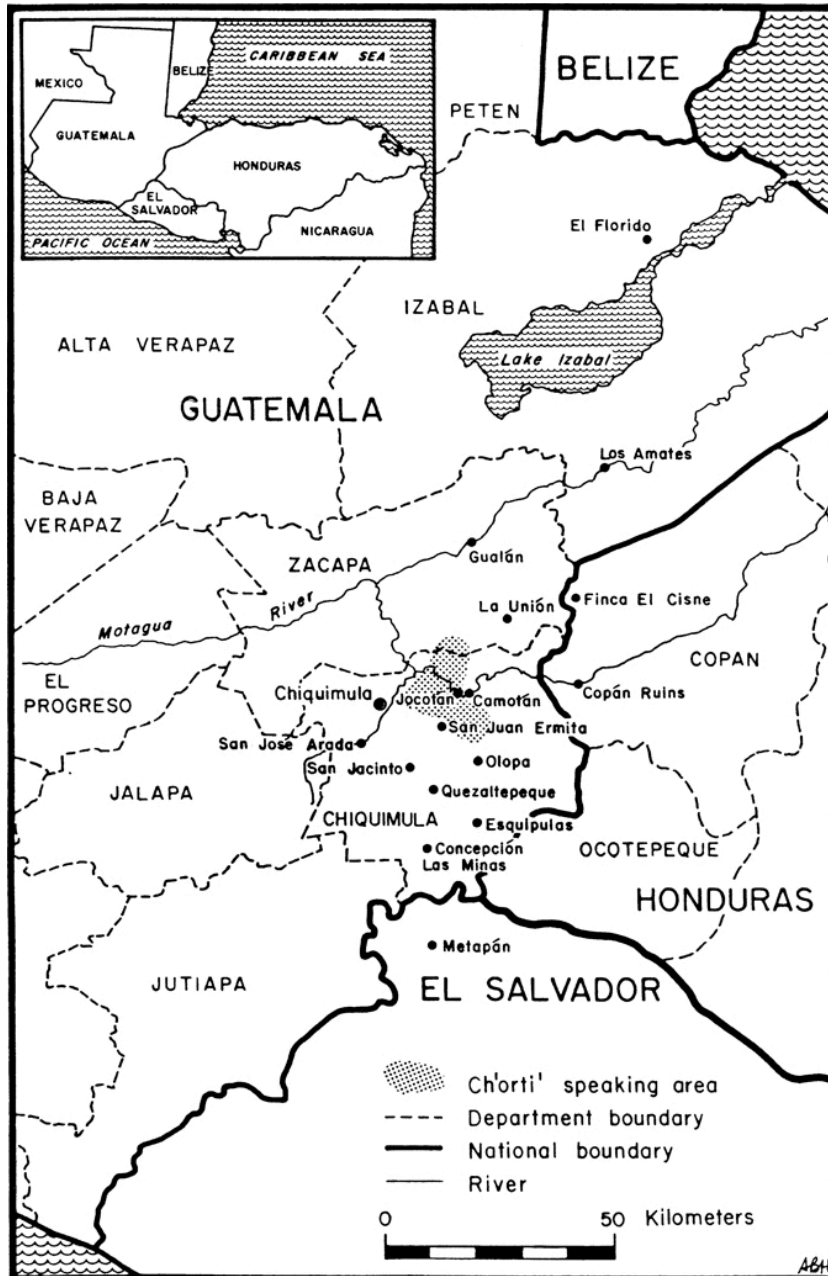 CARIBBEAN SEA
MEXICO
BELIZE
GUATEMALA
HONDURAS
EL
SALVADOR
NICARAGUA
PACIFIC OCEAN
BELIZE
PETEN
El Florido
IZABAL
ALTA VERAPAZ
Lake Izabal
GUATEMALA
Los Amates
BAJA
VERAPAZ
Gualán
ZACAPA
La Unión
Finca El Cisne
Motagua River
COPAN
EL
PROGRESO
Chiquimula
Jocotán
Camotán
Copán Ruins
San Juan Ermita
San José Arada
San Jacinto
Olopa
JALAPA
Quezaltepeque
CHIQUIMULA
Esquipulas
Concepción
Las Minas
OCOTEPEQUE
HONDURAS
Metapán
JUTIAPA
EL SALVADOR
Ch'orti' speaking area
Department boundary
National boundary
River
0 50 Kilometers
ABH